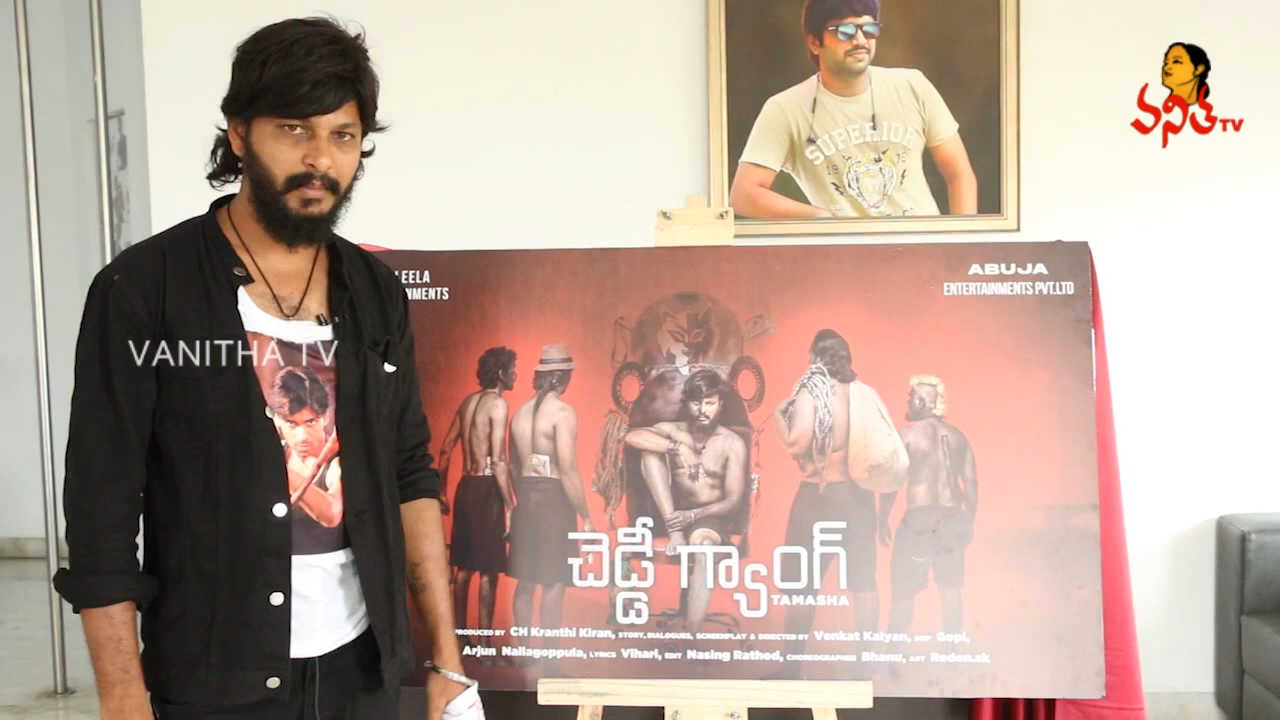 SUPERIOR
వనిత TV
EELA
ABUJA
ENTERTAINMENTS PVT.LTD
VANITHA TV
చెడ్డీ గ్యాంగ్
TAMASHA
PRODUCED BY CH Kranthi Kiran, STORY, DIALOGUES, SCREENPLAY & DIRECTED BY Venkat Kalyan, DOP Gopi,
Arjun Nallagoppula, LYRICS Vihari, EDIT Nasing Rathod, CHOREOGRAPHER Bhanu, ART Redon.sk